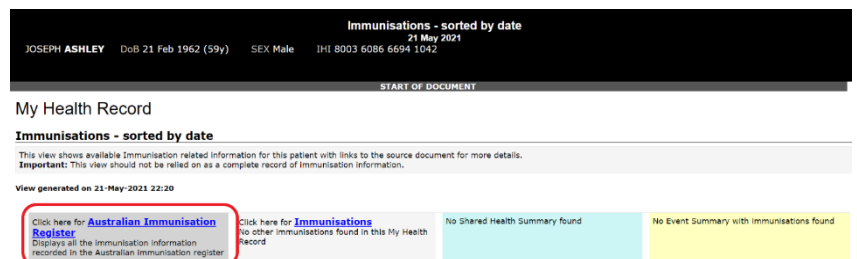 Immunisations - sorted by date
21 May 2021
JOSEPH ASHLEY DoB 21 Feb 1962 (59y) SEX Male IHI 8003 6086 6694 1042
START OF DOCUMENT
My Health Record
Immunisations - sorted by date
This view shows available Immunisation related information for this patient with links to the source document for more details.
Important: This view should not be relied on as a complete record of immunisation information.
View generated on 21-May-2021 22:20
Click here for Australian Immunisation
Register
Displays all the immunisation information
recorded in the Australian immunisation register
Click here for Immunisations
No other immunisations found in this My Health
Record
No Shared Health Summary found
No Event Summary with immunisations found